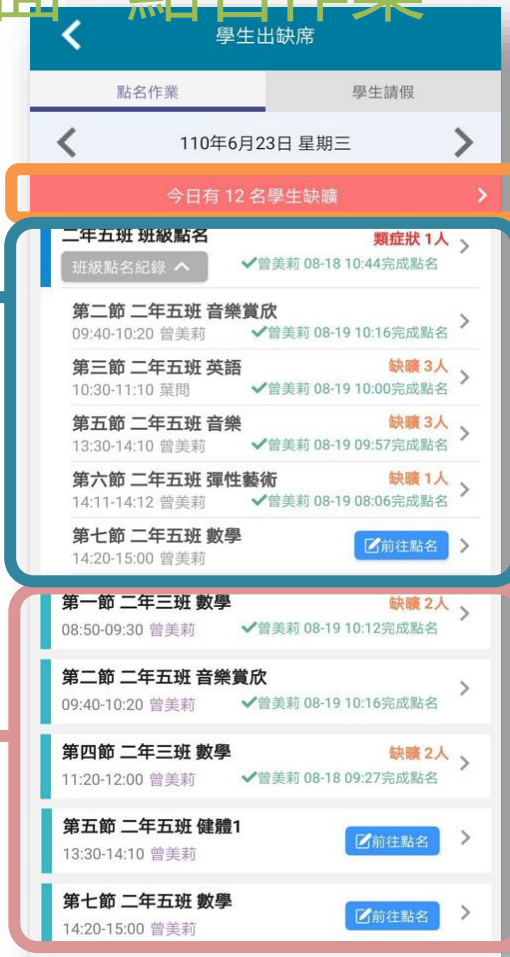 面 點名作業
學生出缺席
點名作業
學生請假
110年6月23日 星期三
今日有 12 名學生缺曠
二年五班 班級點名
類症狀 1人
班級點名紀錄
曾美莉 08-18 10:44完成點名
第二節 二年五班 音樂賞欣
09:40-10:20 曾美莉
曾美莉 08-19 10:16完成點名
第三節 二年五班 英語
缺曠 3人
10:30-11:10 葉問
曾美莉 08-19 10:00完成點名
第五節 二年五班 音樂
缺曠 3人
13:30-14:10 曾美莉
曾美莉 08-19 09:57完成點名
第六節 二年五班 彈性藝術
缺曠 1人
14:11-14:12 曾美莉
曾美莉 08-19 08:06完成點名
第七節 二年五班 數學
前往點名
14:20-15:00 曾美莉
第一節 二年三班 數學
缺曠 2人
08:50-09:30 曾美莉
曾美莉 08-19 10:12完成點名
第二節 二年五班 音樂賞欣
09:40-10:20 曾美莉
曾美莉 08-19 10:16完成點名
第四節 二年三班 數學
缺曠 2人
11:20-12:00 曾美莉
曾美莉 08-18 09:27完成點名
第五節 二年五班 健體1
前往點名
13:30-14:10 曾美莉
第七節 二年五班 數學
前往點名
14:20-15:00 曾美莉